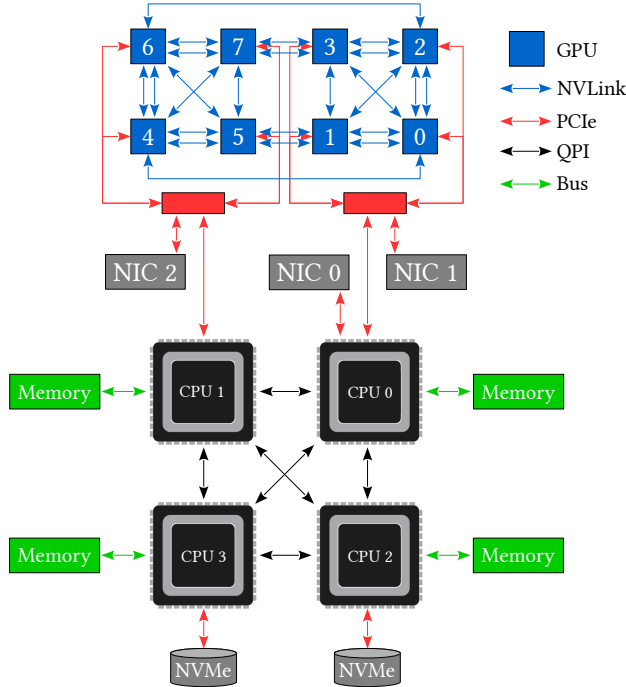 6 7 3 2
GPU
NVLink
4 5 1 0
PCIe
QPI
Bus
NIC 2
NIC 0
NIC 1
Memory
CPU 1
CPU 0
Memory
Memory
CPU 3
CPU 2
Memory
NVMe
NVMe